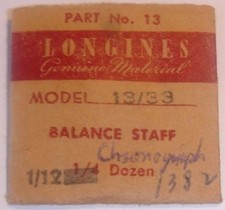 PART No. 13
LONGINES
Genuine Material
MODEL 13/33
BALANCE STAFF
Chronograph
1/12 1/4 Dozen
1382